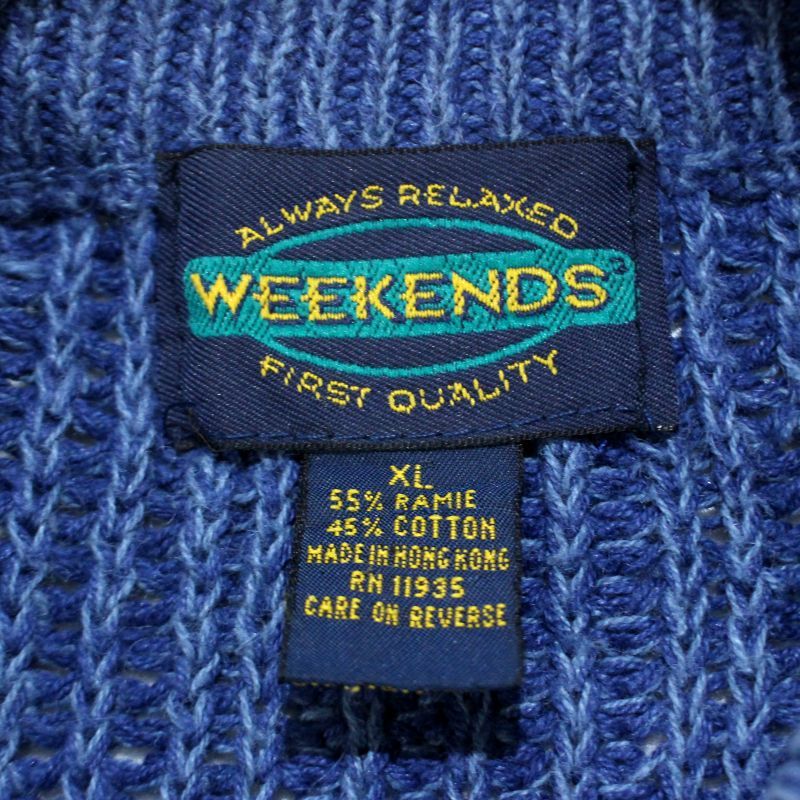 ALWAYS RELAXED
WEEKENDS
FIRST QUALITY
XL
55% RAMIE
45% COTTON
MADE IN HONG KONG
RN 11935
CARE ON REVERSE